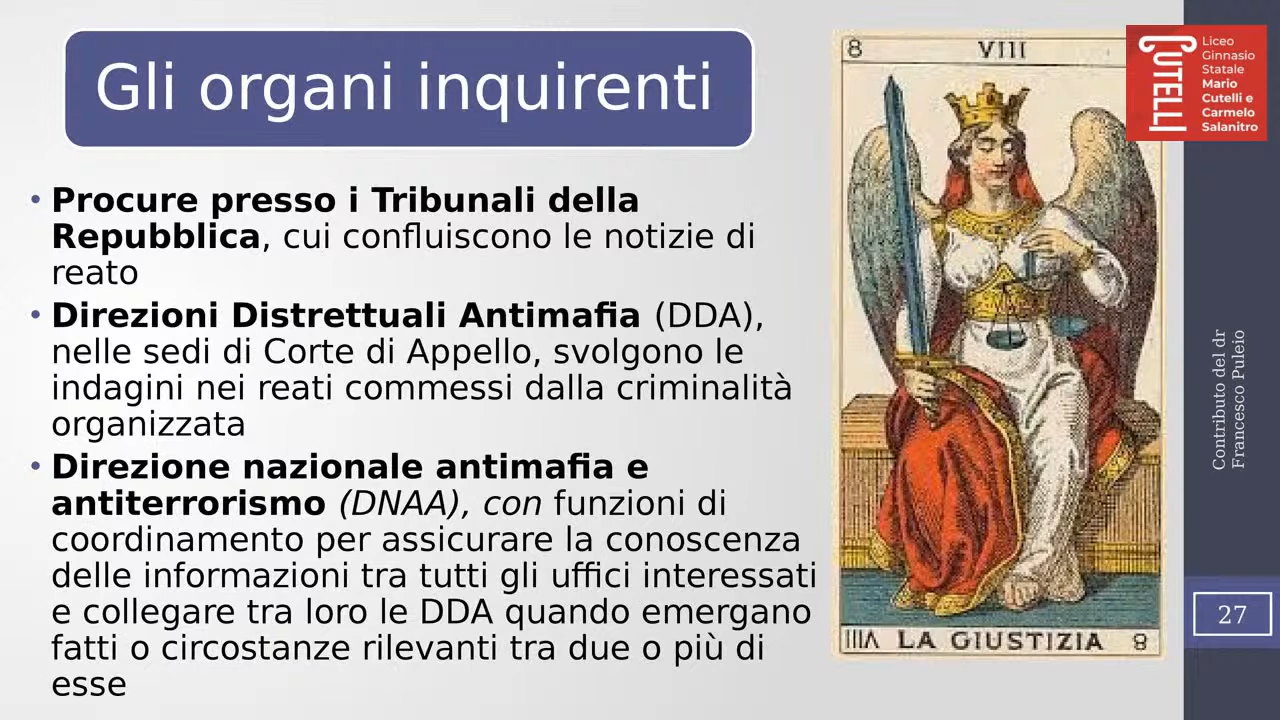 Gli organi inquirenti
• Procure presso i Tribunali della
Repubblica, cui confluiscono le notizie di
reato
• Direzioni Distrettuali Antimafia (DDA),
nelle sedi di Corte di Appello, svolgono le
indagini nei reati commessi dalla criminalità
organizzata
• Direzione nazionale antimafia e
antiterrorismo (DNAA), con funzioni di
coordinamento per assicurare la conoscenza
delle informazioni tra tutti gli uffici interessati
e collegare tra loro le DDA quando emergano
fatti o circostanze rilevanti tra due o più di
esse
8 VIII
VIII LA GIUSTIZIA 8
CUTELLI
Liceo
Ginnasio
Statale
Mario
Cutelli e
Carmelo
Salanitro
Contributo del dr
Francesco Puleio
27